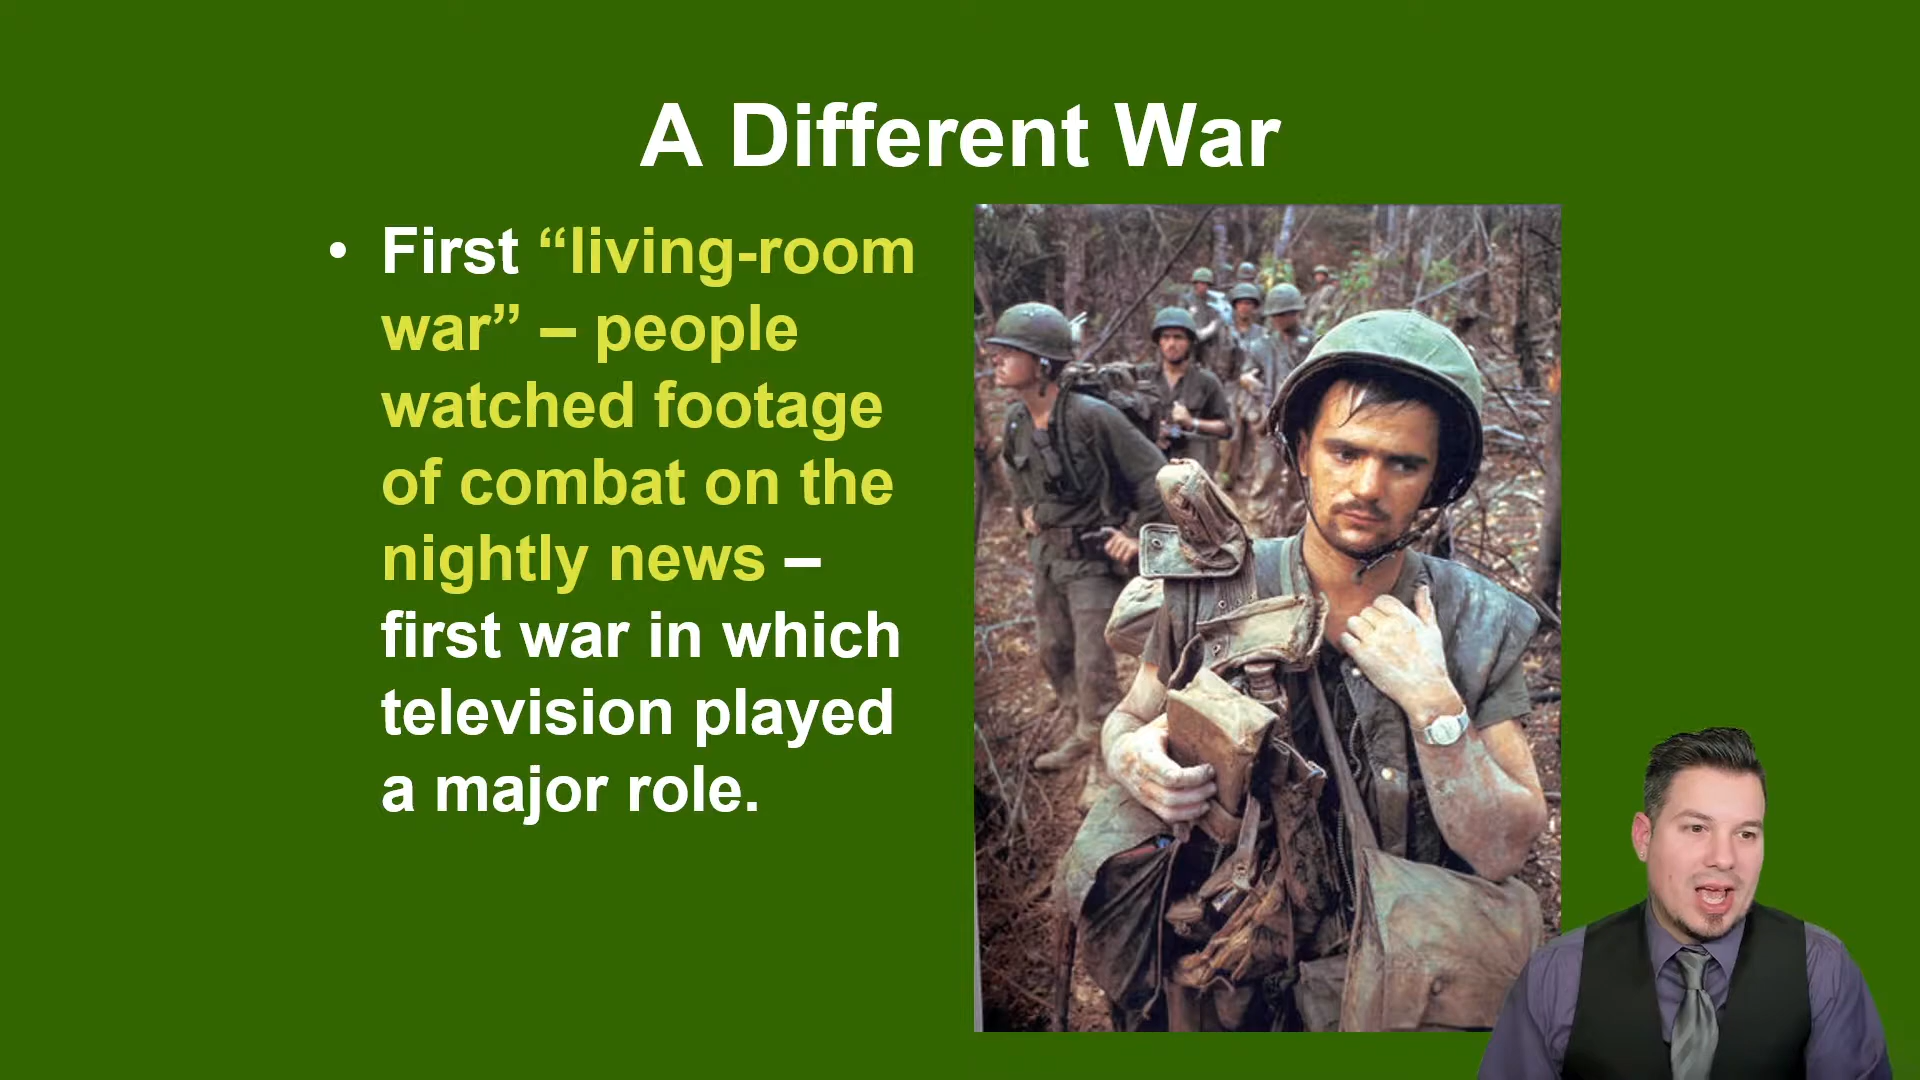 A Different War
• First “living-room
war” – people
watched footage
of combat on the
nightly news –
first war in which
television played
a major role.